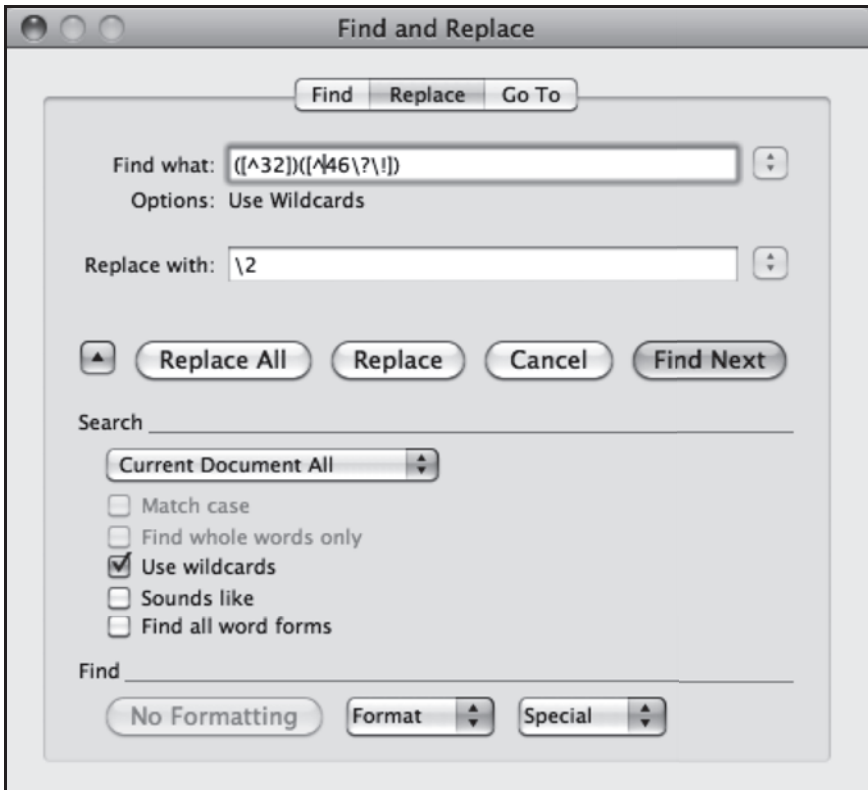 Find and Replace
Find Replace Go To
Find what: ([^32])([^46\?\!])
Options: Use Wildcards
Replace with: \2
Replace All Replace Cancel Find Next
Search
Current Document All
Match case
Find whole words only
Use wildcards
Sounds like
Find all word forms
Find
No Formatting Format Special